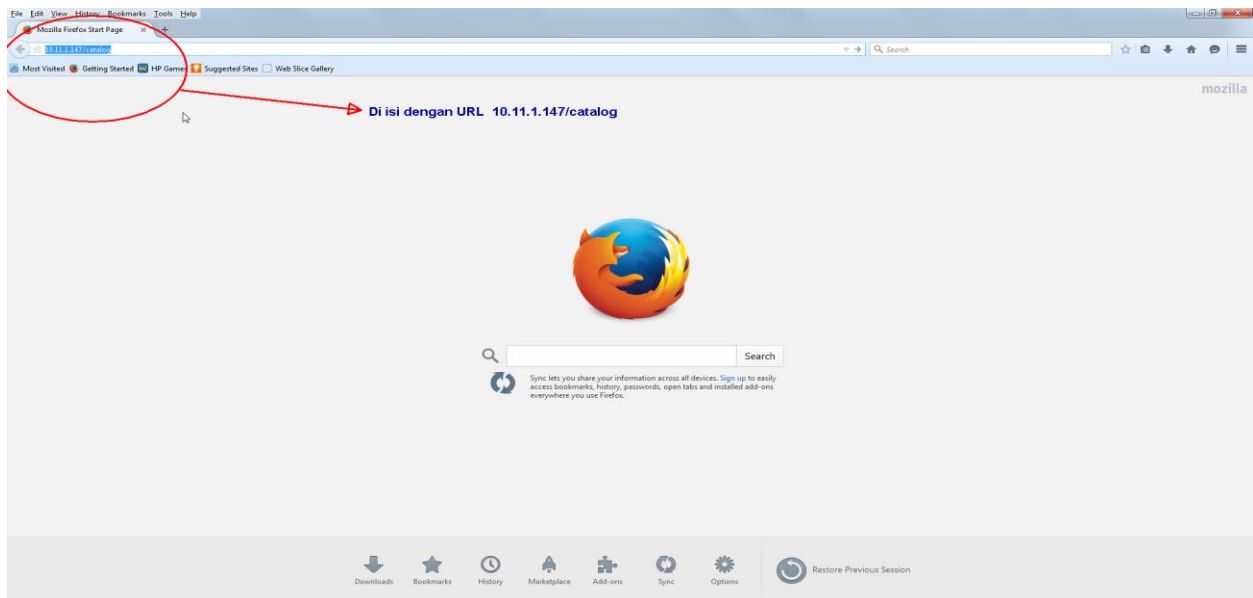 File Edit View History Bookmarks Tools Help
Mozilla Firefox Start Page
10.11.1.147/catalog
Search
Most Visited Getting Started HP Games Suggested Sites Web Slice Gallery
mozilla
Di isi dengan URL 10.11.1.147/catalog
Search
Sync lets you share your information across all devices. Sign up to easily
access bookmarks, history, passwords, open tabs and installed add-ons
everywhere you use Firefox.
Downloads Bookmarks History Marketplace Add-ons Sync Options Restore Previous Session